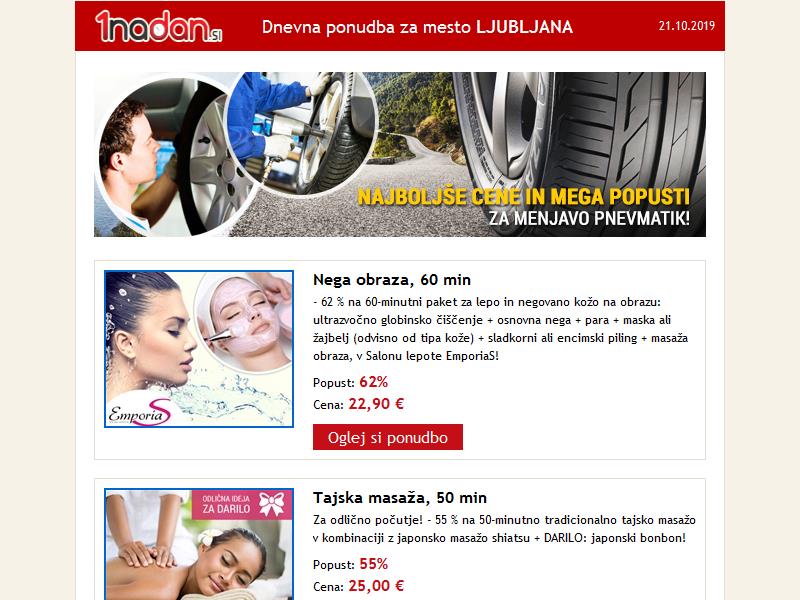 1nadan.si
Dnevna ponudba za mesto LJUBLJANA
21.10.2019
NAJBOLJŠE CENE IN MEGA POPUSTI
ZA MENJAVO PNEVMATIK!
Nega obraza, 60 min
- 62 % na 60-minutni paket za lepo in negovano kožo na obrazu:
ultrazvočno globinsko čiščenje + osnovna nega + para + maska ali
žajbelj (odvisno od tipa kože) + sladkorni ali encimski piling + masaža
obraza, v Salonu lepote EmporiaS!
Popust: 62%
Cena: 22,90 €
Oglej si ponudbo
EmporiaS
ODLIČNA IDEJA
ZA DARILO
Tajska masaža, 50 min
Za odlično počutje! - 55 % na 50-minutno tradicionalno tajsko masažo
v kombinaciji z japonsko masažo shiatsu + DARILO: japonski bonbon!
Popust: 55%
Cena: 25,00 €